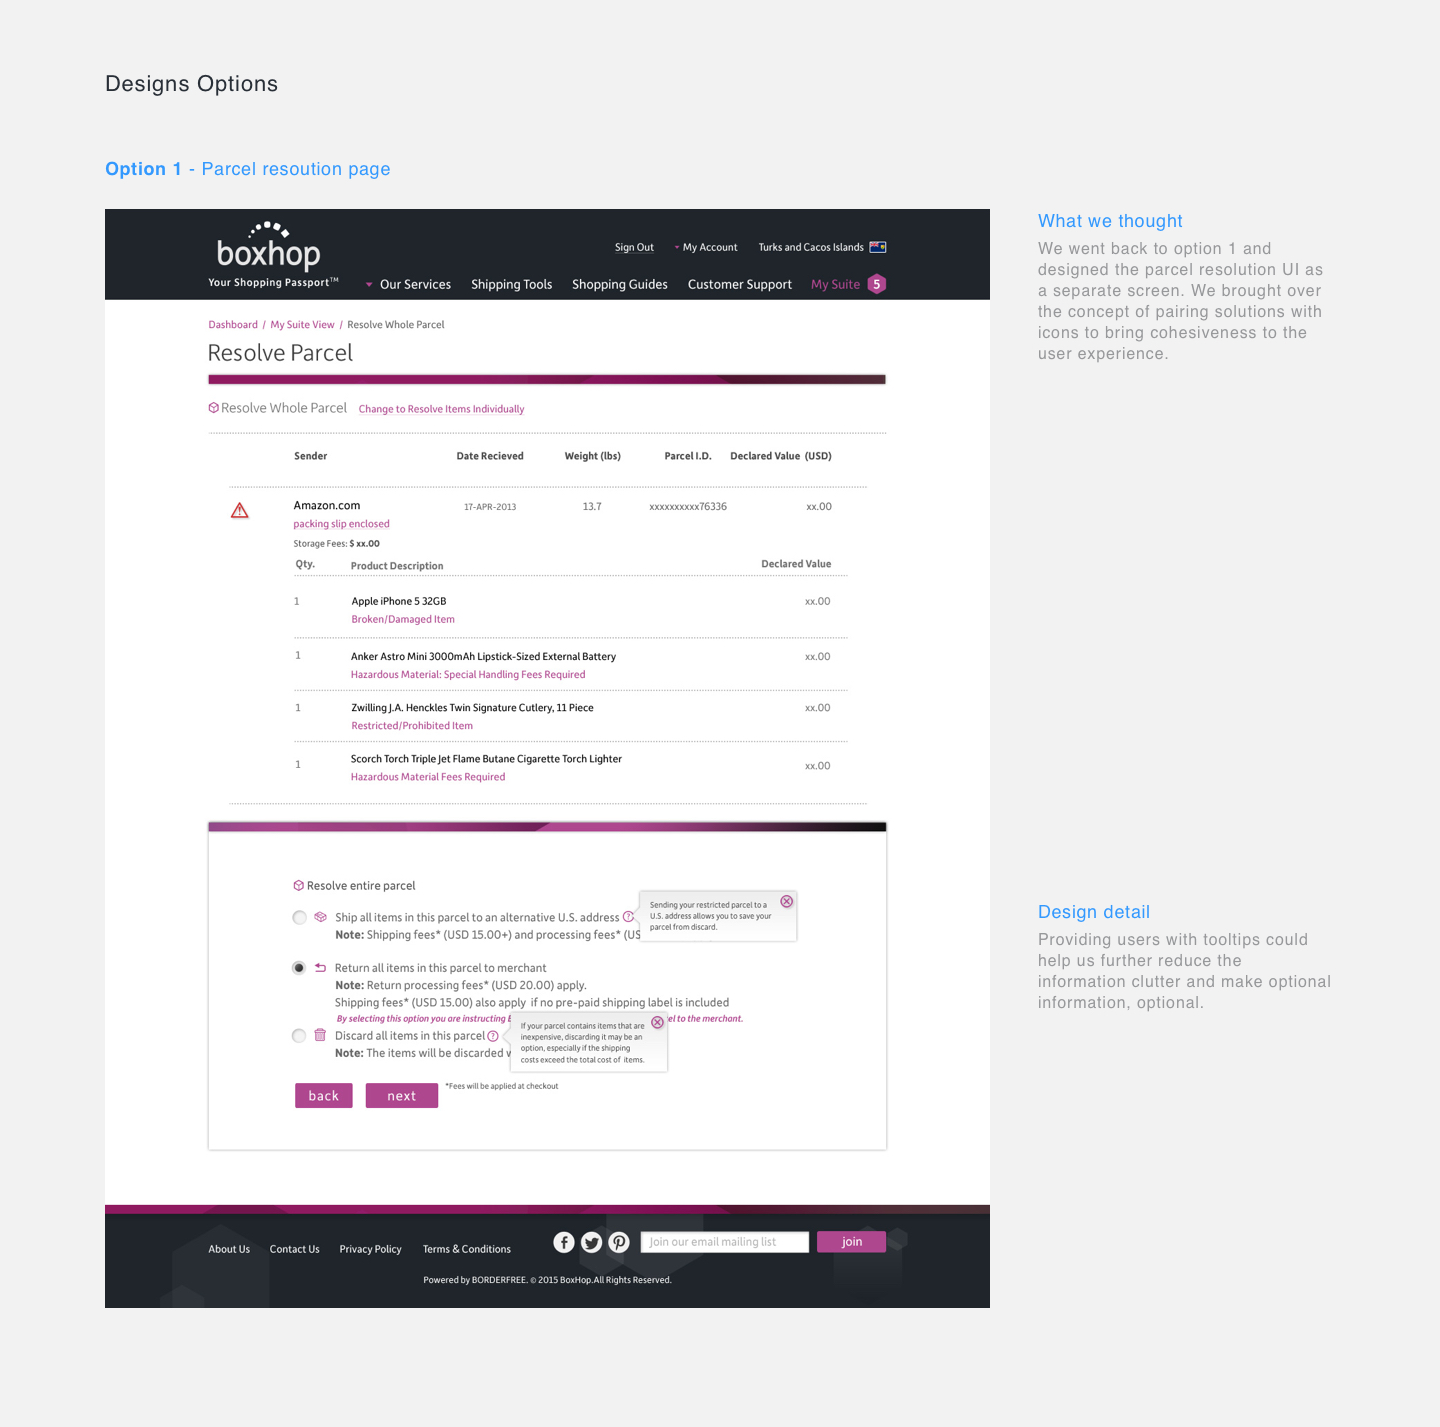 Designs Options
Option 1 - Parcel resoution page
boxhop
Your Shopping Passport™
Sign Out
My Account
Turks and Cacos Islands
Our Services
Shipping Tools
Shopping Guides
Customer Support
My Suite
5
Dashboard / My Suite View / Resolve Whole Parcel
Resolve Parcel
Resolve Whole Parcel Change to Resolve Items Individually
Sender Date Recieved Weight (lbs) Parcel I.D. Declared Value (USD)
Amazon.com 17-APR-2013 13.7 xxxxxxxxxx76336 xx.00
packing slip enclosed
Storage Fees: $ xx.00
Qty. Product Description Declared Value
1 Apple iPhone 5 32GB xx.00
Broken/Damaged Item
1 Anker Astro Mini 3000mAh Lipstick-Sized External Battery xx.00
Hazardous Material: Special Handling Fees Required
1 Zwilling J.A. Henckles Twin Signature Cutlery, 11 Piece xx.00
Restricted/Prohibited Item
1 Scorch Torch Triple Jet Flame Butane Cigarette Torch Lighter xx.00
Hazardous Material Fees Required
Resolve entire parcel
Ship all items in this parcel to an alternative U.S. address ?
Note: Shipping fees* (USD 15.00+) and processing fees* (US
Sending your restricted parcel to a
U.S. address allows you to save your
parcel from discard.
Return all items in this parcel to merchant
Note: Return processing fees* (USD 20.00) apply.
Shipping fees* (USD 15.00) also apply if no pre-paid shipping label is included
By selecting this option you are instructing cel to the merchant.
Discard all items in this parcel ?
Note: The items will be discarded
If your parcel contains items that are
inexpensive, discarding it may be an
option, especially if the shipping
costs exceed the total cost of items.
back
next
*Fees will be applied at checkout
About Us
Contact Us
Privacy Policy
Terms & Conditions
Join our email mailing list
join
Powered by BORDERFREE. © 2015 BoxHop.All Rights Reserved.
What we thought
We went back to option 1 and
designed the parcel resolution UI as
a separate screen. We brought over
the concept of pairing solutions with
icons to bring cohesiveness to the
user experience.
Design detail
Providing users with tooltips could
help us further reduce the
information clutter and make optional
information, optional.